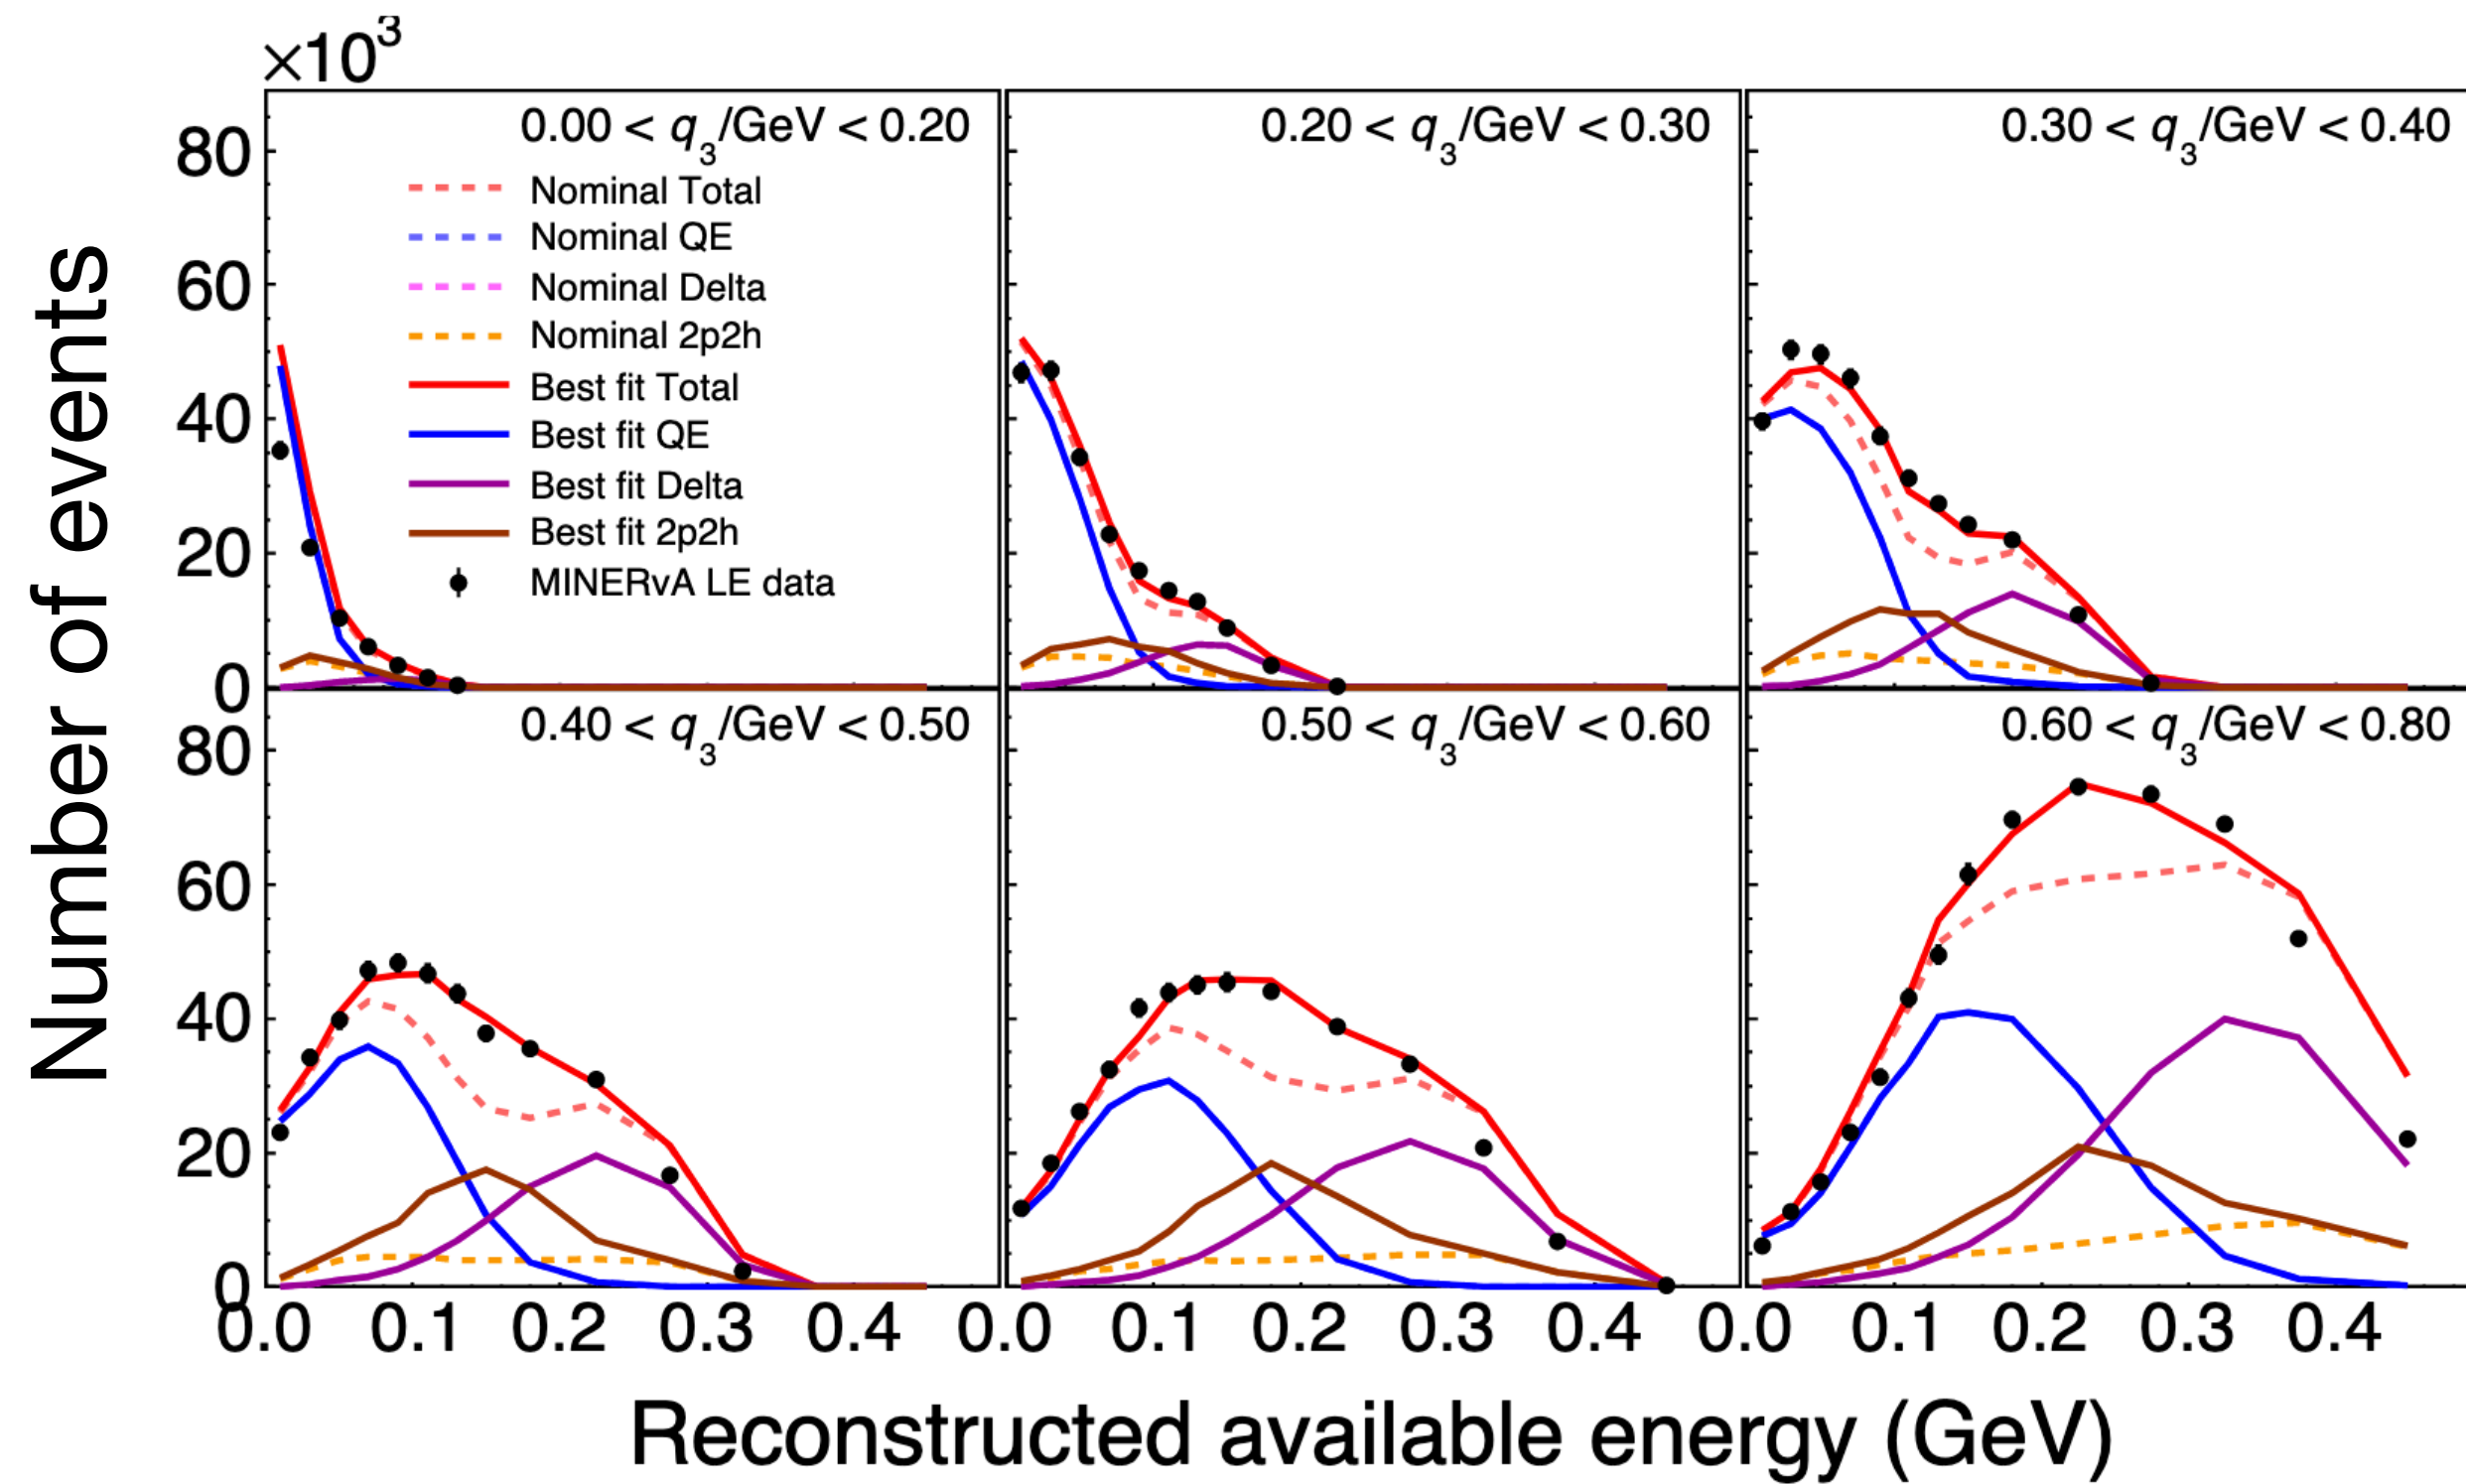 ×10³
0.00 < q₃/GeV < 0.20
0.20 < q₃/GeV < 0.30
0.30 < q₃/GeV < 0.40
80
60
40
20
0
Nominal Total
Nominal QE
Nominal Delta
Nominal 2p2h
Best fit Total
Best fit QE
Best fit Delta
Best fit 2p2h
MINERvA LE data
Number of events
0.40 < q₃/GeV < 0.50
0.50 < q₃/GeV < 0.60
0.60 < q₃/GeV < 0.80
80
60
40
20
0
0
0.0 0.1 0.2 0.3 0.4
0.0 0.1 0.2 0.3 0.4
0.0 0.1 0.2 0.3 0.4
Reconstructed available energy (GeV)